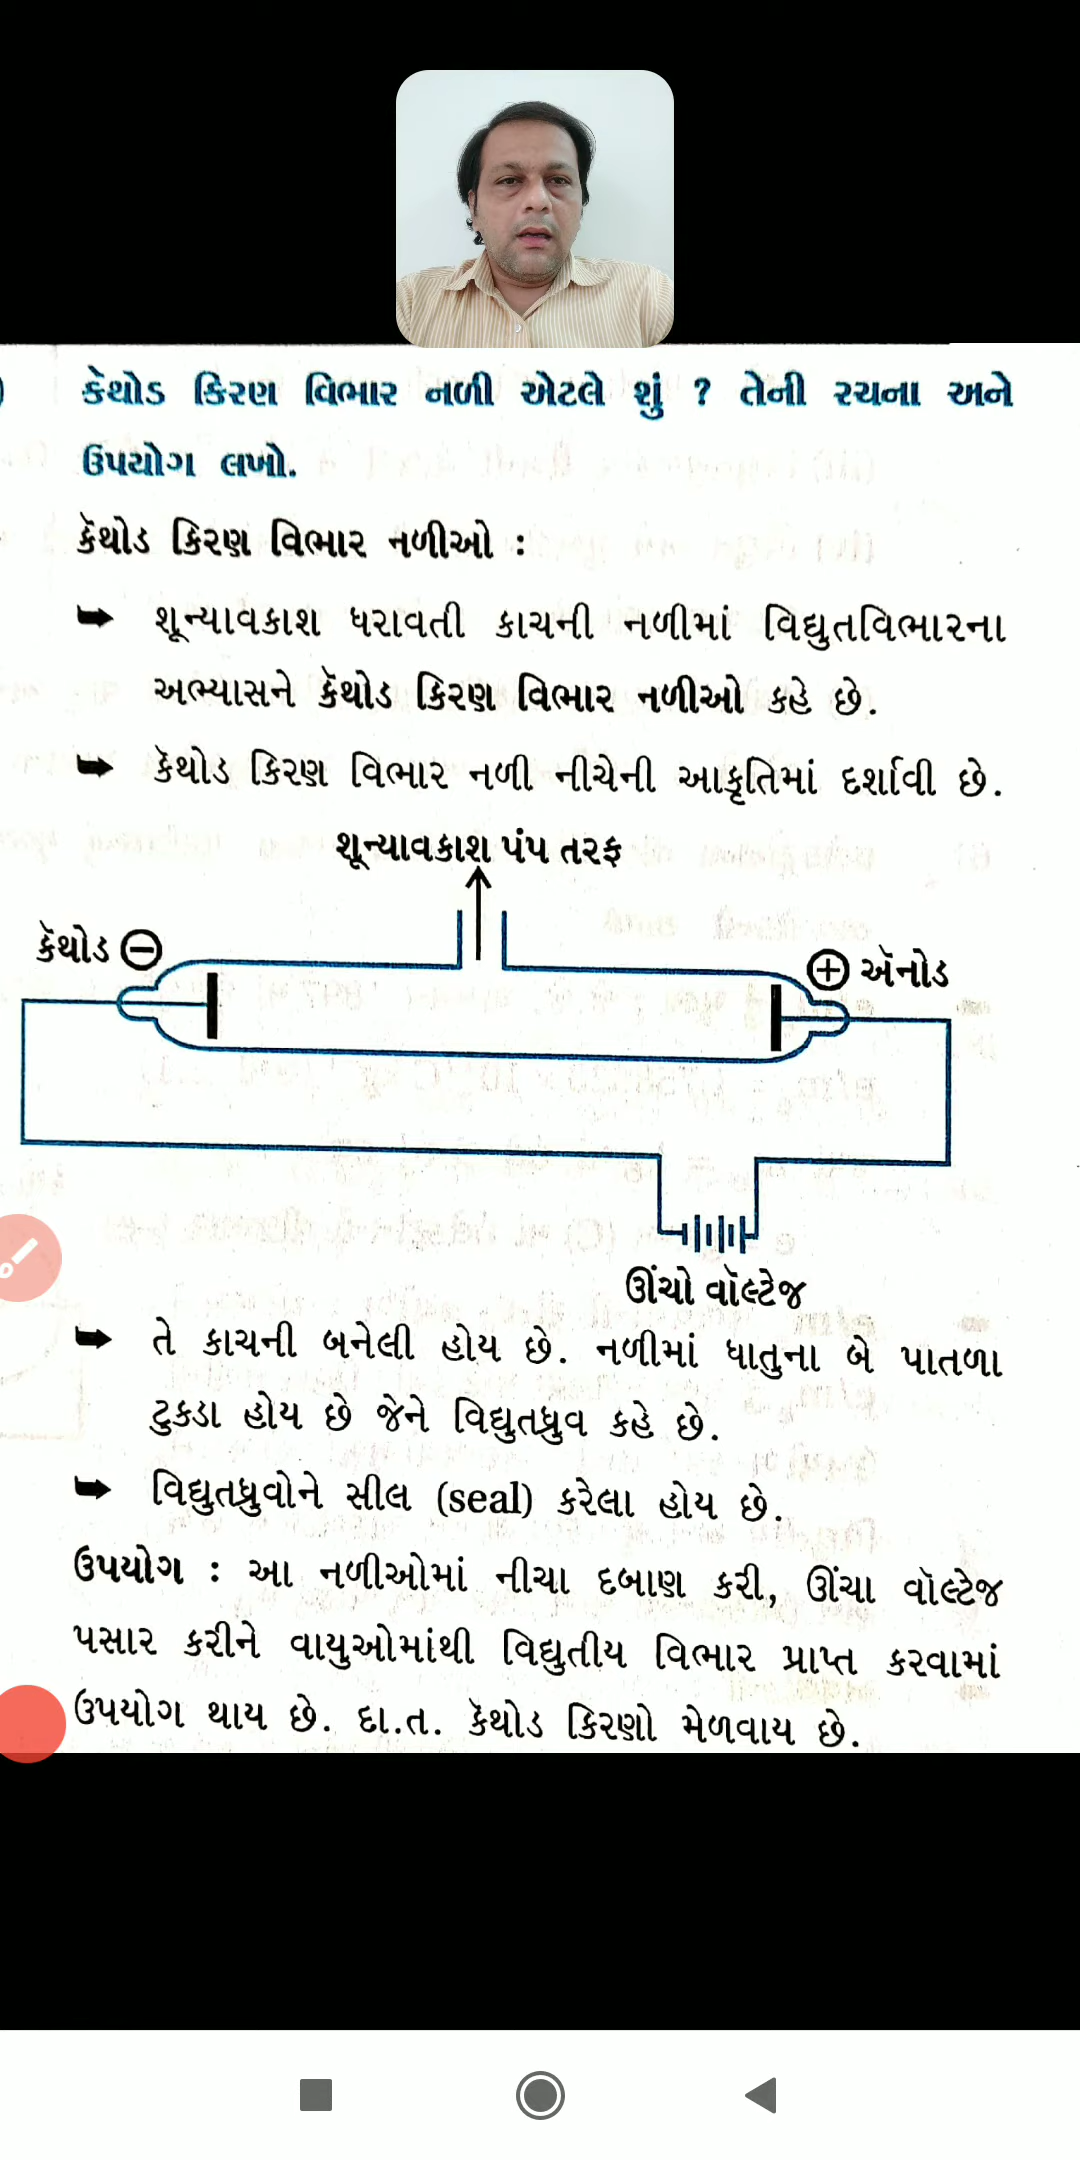 કૅથોડ કિરણ વિભાર નળી એટલે શું ? તેની રચના અને
ઉપયોગ લખો.
કૅથોડ કિરણ વિભાર નળીઓ :
➥ શૂન્યાવકાશ ધરાવતી કાચની નળીમાં વિદ્યુતવિભારના
અભ્યાસને કૅથોડ કિરણ વિભાર નળીઓ કહે છે.
➥ કૅથોડ કિરણ વિભાર નળી નીચેની આકૃતિમાં દર્શાવી છે.
શૂન્યાવકાશ પંપ તરફ
કૅથોડ ⊖
⊕ ઍનોડ
ઊંચો વૉલ્ટેજ
➥ તે કાચની બનેલી હોય છે. નળીમાં ધાતુના બે પાતળા
ટુકડા હોય છે જેને વિદ્યુતધ્રુવ કહે છે.
➥ વિદ્યુતધ્રુવોને સીલ (seal) કરેલા હોય છે.
ઉપયોગ : આ નળીઓમાં નીચા દબાણ કરી, ઊંચા વૉલ્ટેજ
પસાર કરીને વાયુઓમાંથી વિદ્યુતીય વિભાર પ્રાપ્ત કરવામાં
ઉપયોગ થાય છે. દા.ત. કૅથોડ કિરણો મેળવાય છે.